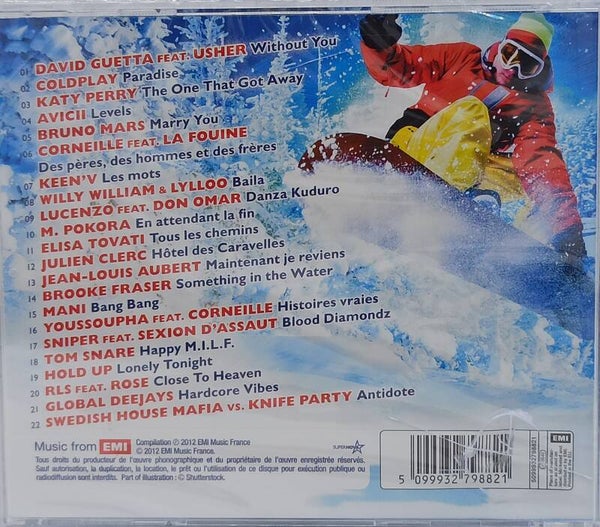 01 DAVID GUETTA FEAT. USHER Without You
02 COLDPLAY Paradise
03 KATY PERRY The One That Got Away
04 AVICII Levels
05 BRUNO MARS Marry You
06 CORNEILLE FEAT. LA FOUINE
Des pères, des hommes et des frères
07 KEEN'V Les mots
08 WILLY WILLIAM & LYLLOO Baila
09 LUCENZO FEAT. DON OMAR Danza Kuduro
10 M. POKORA En attendant la fin
11 ELISA TOVATI Tous les chemins
12 JULIEN CLERC Hôtel des Caravelles
13 JEAN-LOUIS AUBERT Maintenant je reviens
14 BROOKE FRASER Something in the Water
15 MANI Bang Bang
16 YOUSSOUPHA FEAT. CORNEILLE Histoires vraies
17 SNIPER FEAT. SEXION D'ASSAUT Blood Diamondz
18 TOM SNARE Happy M.I.L.F.
19 HOLD UP Lonely Tonight
20 RLS FEAT. ROSE Close To Heaven
21 GLOBAL DEEJAYS Hardcore Vibes
22 SWEDISH HOUSE MAFIA VS. KNIFE PARTY Antidote
Music from EMI
Compilation ℗ 2012 EMI Music France
© 2012 EMI Music France.
Tous droits du producteur de l'œuvre phonographique et du propriétaire de l'œuvre enregistrée réservés.
Sauf autorisation, la duplication, la location, le prêt ou l'utilisation de ce disque pour exécution publique ou
radiodiffusion sont interdits. Part of illustration : © Shutterstock.
5 099932 798821
5099932798821
EMI